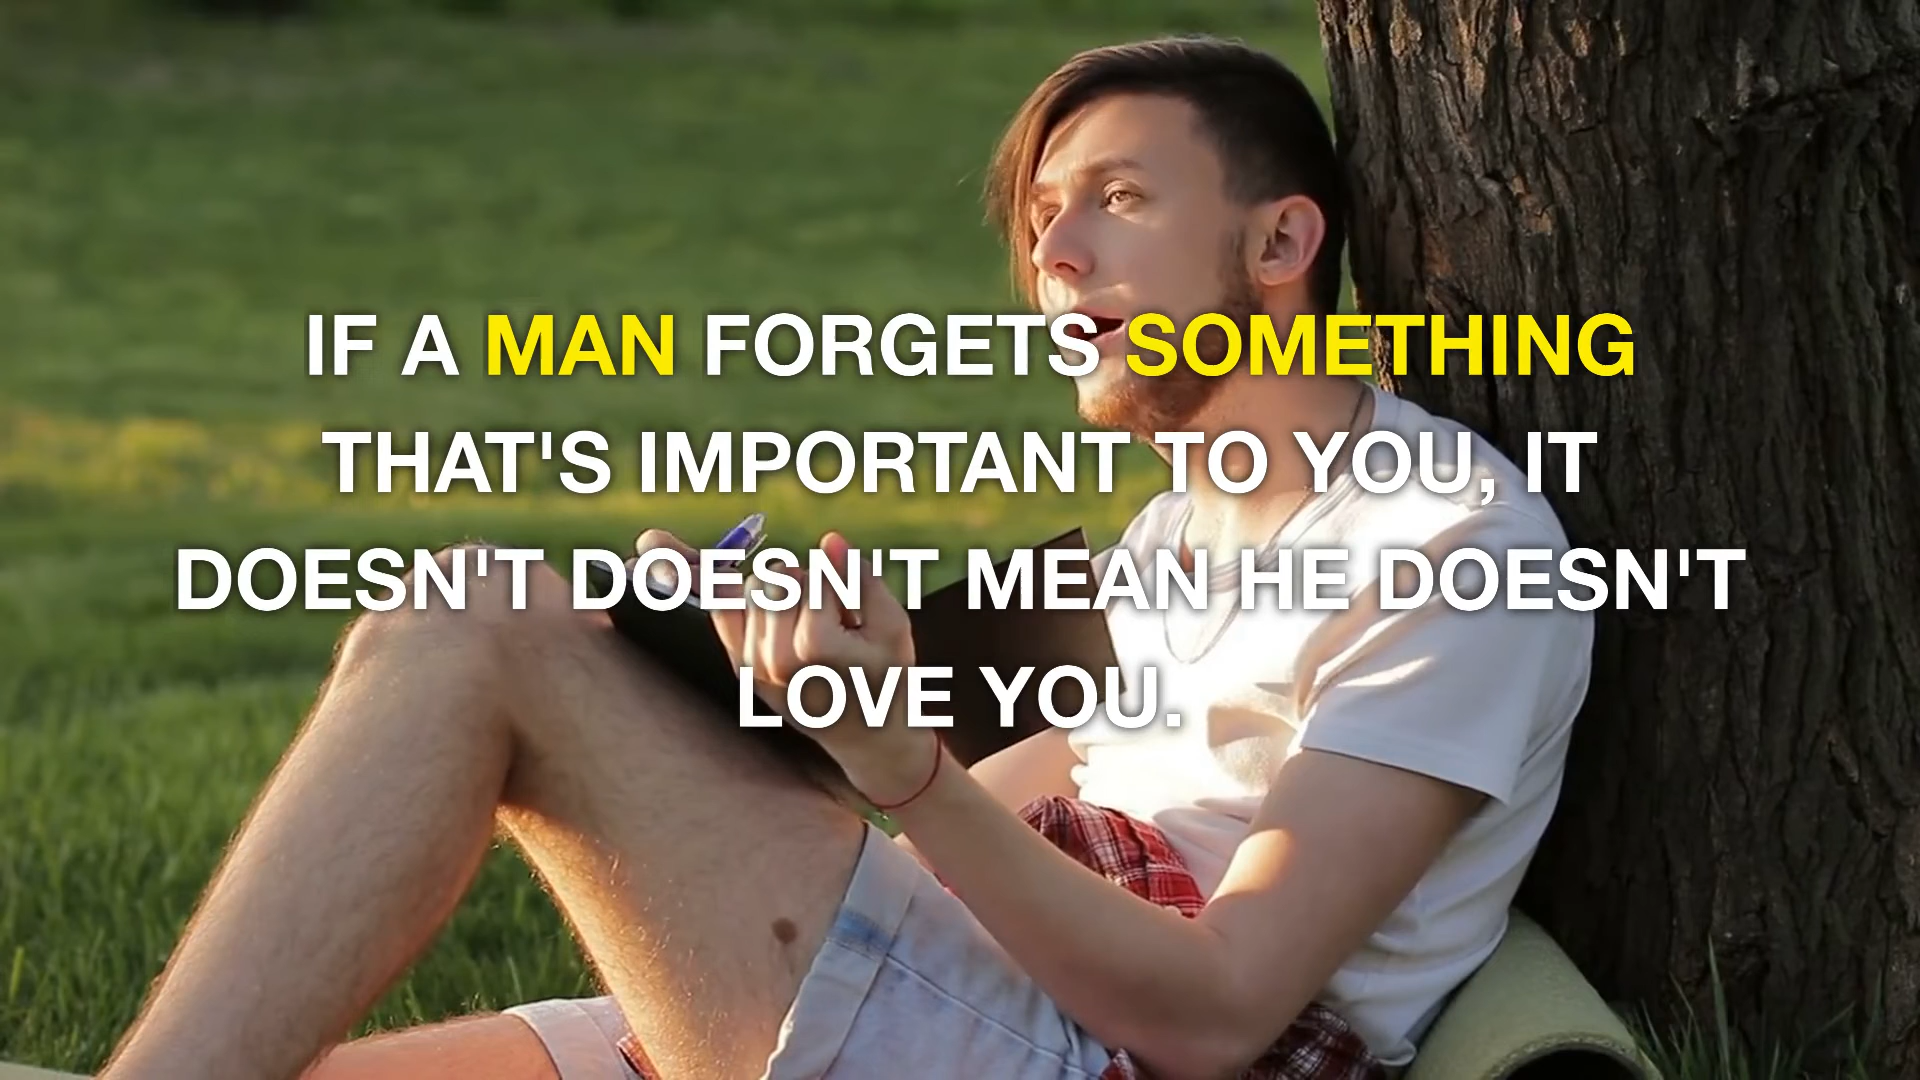 IF A MAN FORGETS SOMETHING
THAT'S IMPORTANT TO YOU, IT
DOESN'T DOESN'T MEAN HE DOESN'T
LOVE YOU.